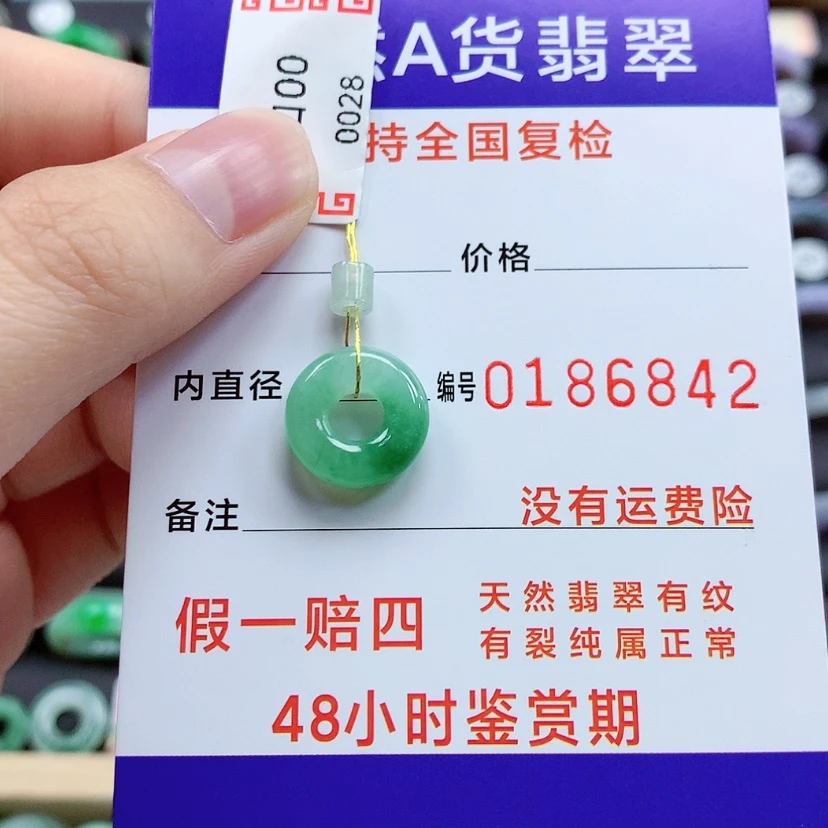 A货翡翠
持全国复检
00
0028
价格
内直径
编号 0186842
备注 没有运费险
假一赔四
天然翡翠有纹
有裂纯属正常
48小时鉴赏期